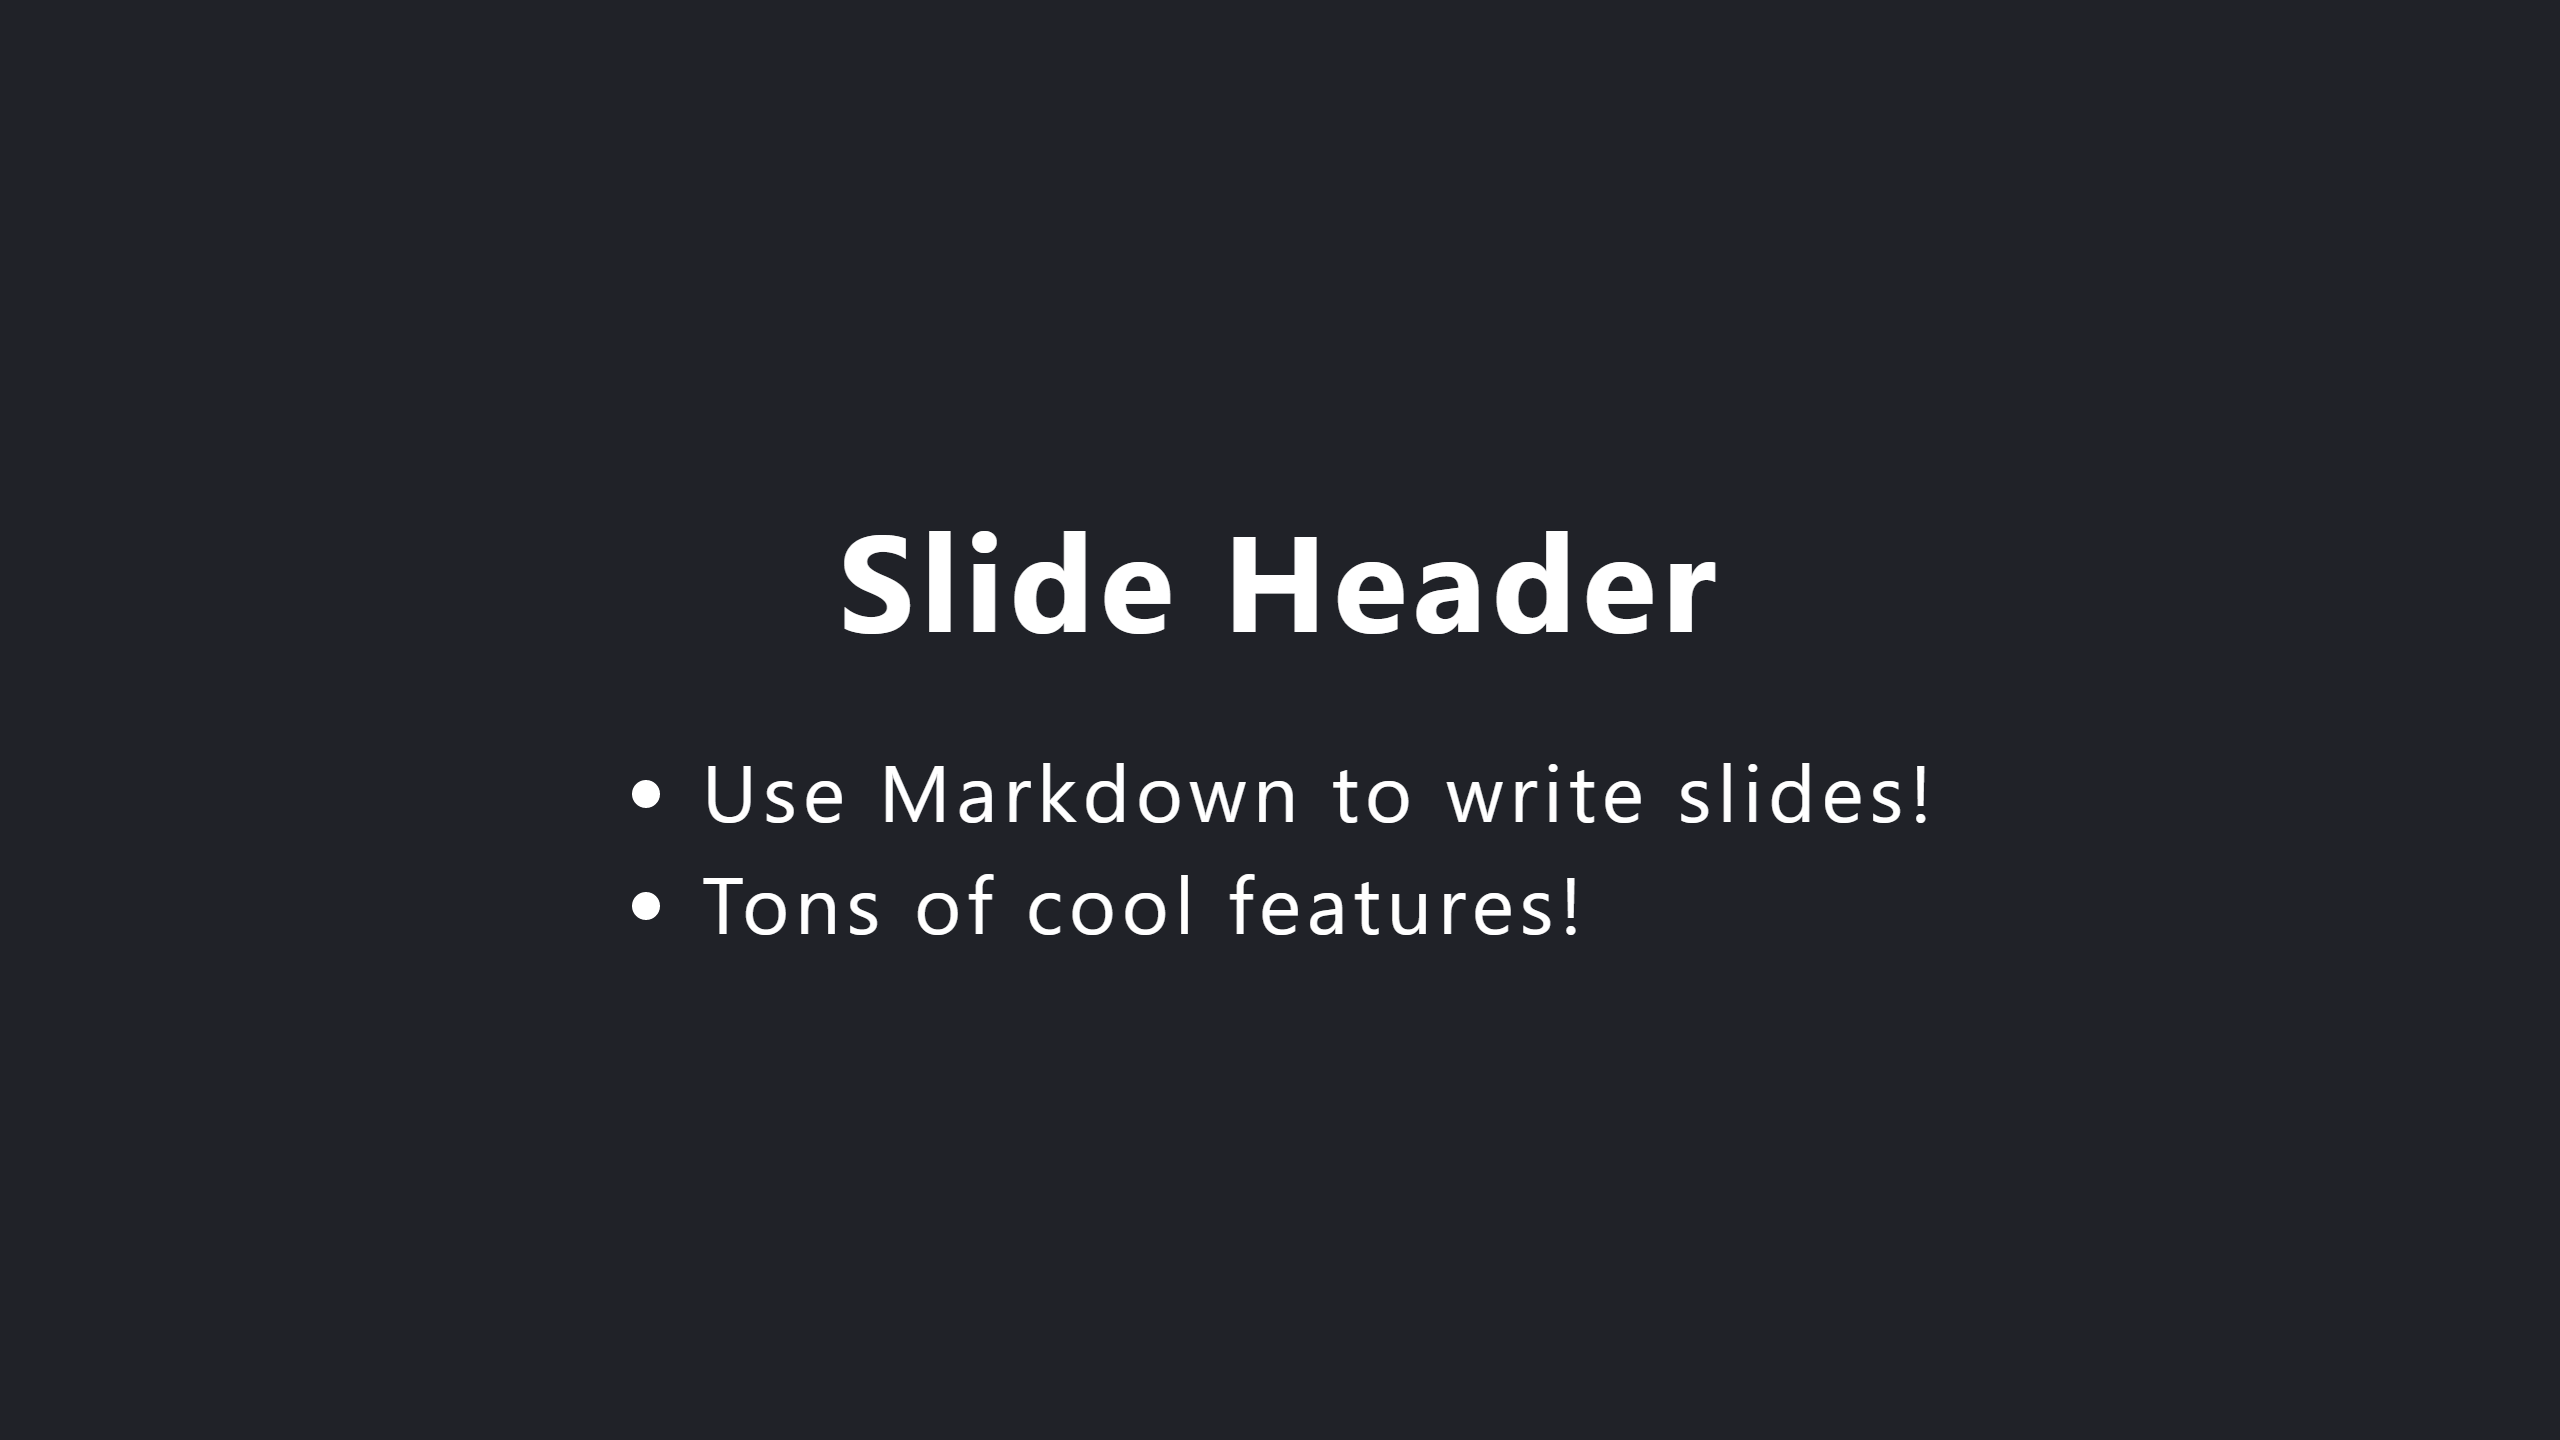 Slide Header
• Use Markdown to write slides!
• Tons of cool features!